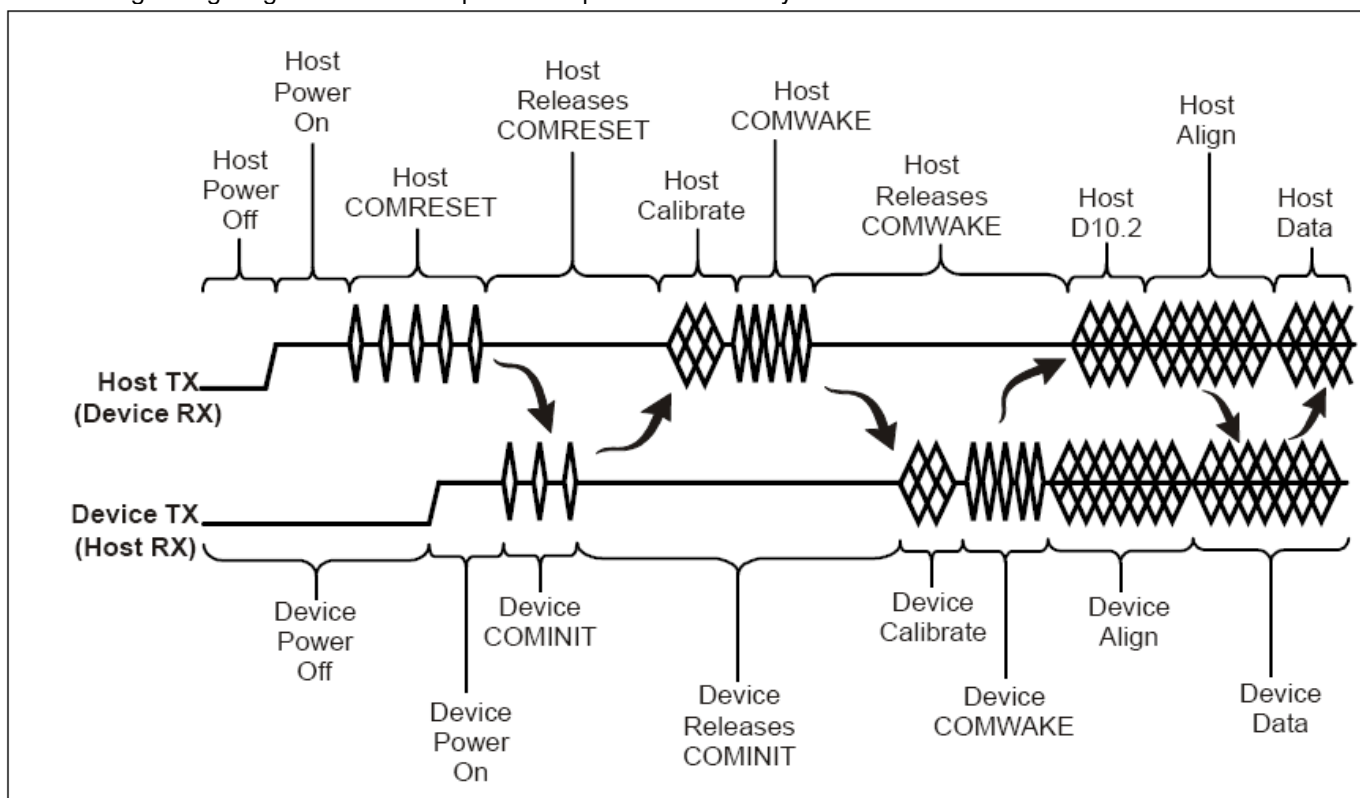 Host
Power
Off
Host
Power
On
Host
COMRESET
Host
Releases
COMRESET
Host
Calibrate
Host
COMWAKE
Host
Releases
COMWAKE
Host
D10.2
Host
Align
Host
Data
Host TX
(Device RX)
Device TX
(Host RX)
Device
Power
Off
Device
Power
On
Device
COMINIT
Device
Releases
COMINIT
Device
Calibrate
Device
COMWAKE
Device
Align
Device
Data